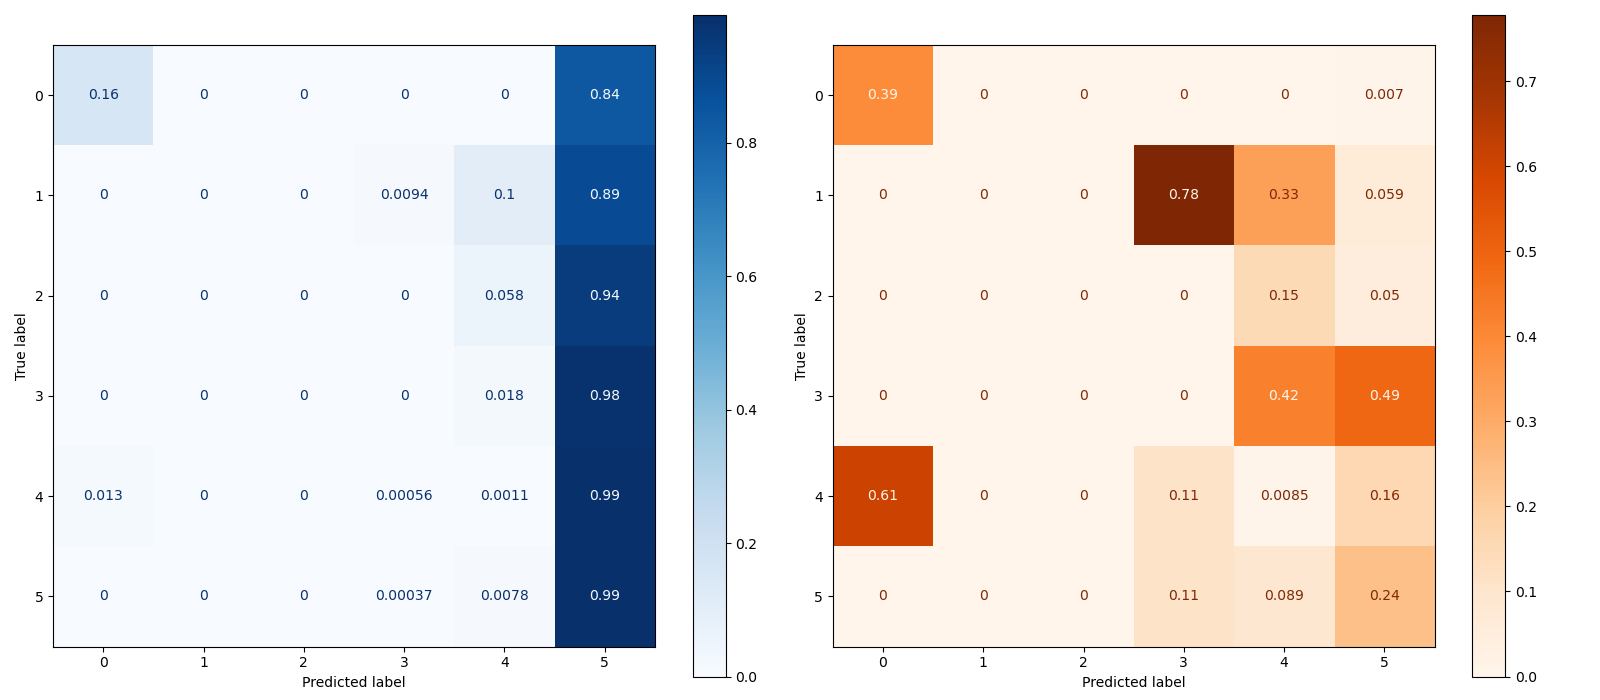 0 0.16 0 0 0 0 0.84
1 0 0 0 0.0094 0.1 0.89
2 0 0 0 0 0.058 0.94
3 0 0 0 0 0.018 0.98
4 0.013 0 0 0.00056 0.0011 0.99
5 0 0 0 0.00037 0.0078 0.99
0 1 2 3 4 5
Predicted label
True label
0.8
0.6
0.4
0.2
0.0
0 0.39 0 0 0 0 0.007
1 0 0 0 0.78 0.33 0.059
2 0 0 0 0 0.15 0.05
3 0 0 0 0 0.42 0.49
4 0.61 0 0 0.11 0.0085 0.16
5 0 0 0 0.11 0.089 0.24
0 1 2 3 4 5
Predicted label
True label
0.7
0.6
0.5
0.4
0.3
0.2
0.1
0.0